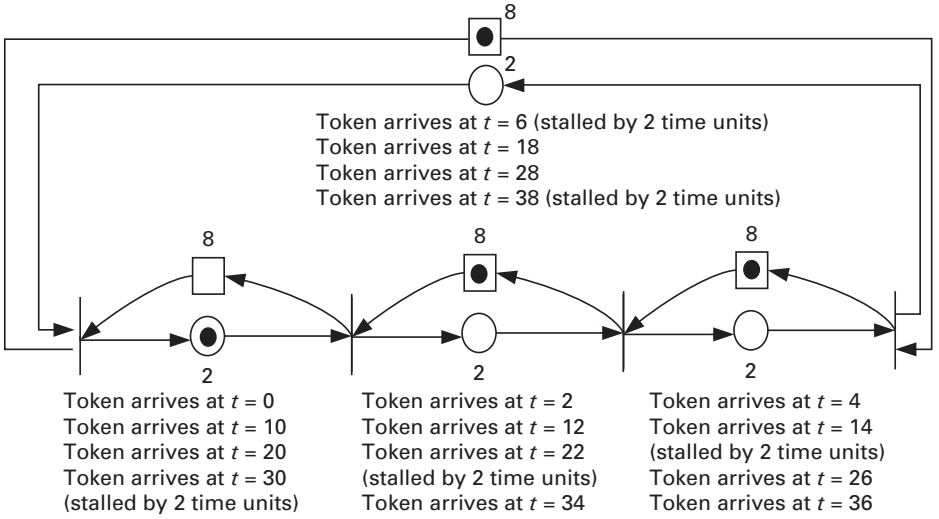 8
2
Token arrives at t = 6 (stalled by 2 time units)
Token arrives at t = 18
Token arrives at t = 28
Token arrives at t = 38 (stalled by 2 time units)
8
8
8
2
2
2
Token arrives at t = 0
Token arrives at t = 10
Token arrives at t = 20
Token arrives at t = 30
(stalled by 2 time units)
Token arrives at t = 2
Token arrives at t = 12
Token arrives at t = 22
(stalled by 2 time units)
Token arrives at t = 34
Token arrives at t = 4
Token arrives at t = 14
(stalled by 2 time units)
Token arrives at t = 26
Token arrives at t = 36